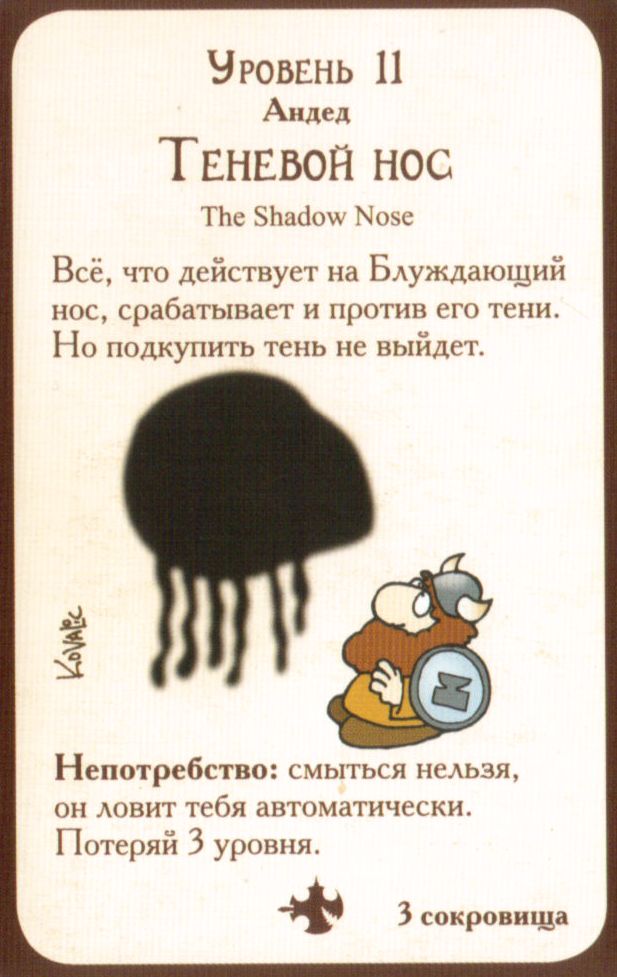 Уровень 11
Андед
Теневой нос
The Shadow Nose
Всё, что действует на Блуждающий
нос, срабатывает и против его тени.
Но подкупить тень не выйдет.
Kovalic
Непотребство: смыться нельзя,
он ловит тебя автоматически.
Потеряй 3 уровня.
3 сокровища